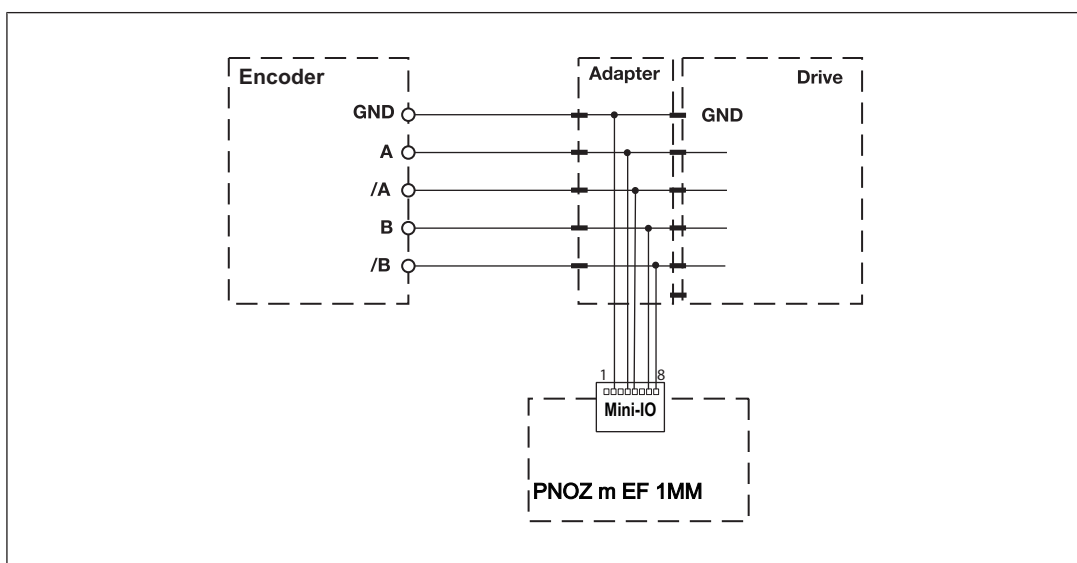 Encoder
Adapter
Drive
GND
GND
A
/A
B
/B
1
8
Mini-IO
PNOZ m EF 1MM